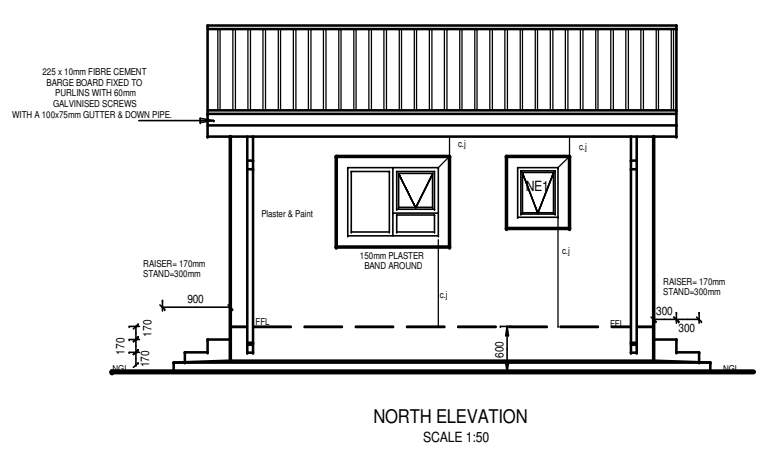 225 x 10mm FIBRE CEMENT
BARGE BOARD FIXED TO
PURLINS WITH 60mm
GALVINISED SCREWS
WITH A 100x75mm GUTTER & DOWN PIPE.
c.j
c.j
NE1
Plaster & Paint
150mm PLASTER
BAND AROUND
c.j
c.j
RAISER= 170mm
STAND=300mm
RAISER= 170mm
STAND=300mm
900
300
300
FFL
FFL
170
170
170
600
NGL
NGL
NORTH ELEVATION
SCALE 1:50